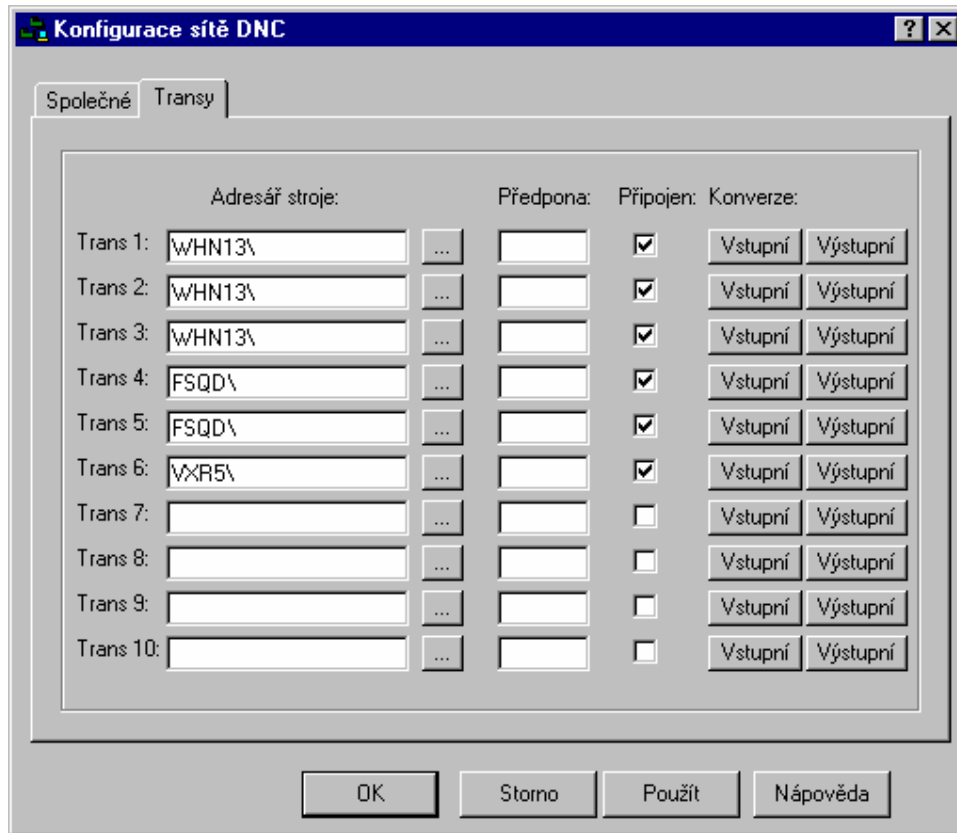 Konfigurace sítě DNC
Společné Transy
Adresář stroje: Předpona: Připojen: Konverze:
Trans 1: WHN13\ ... Vstupní Výstupní
Trans 2: WHN13\ ... Vstupní Výstupní
Trans 3: WHN13\ ... Vstupní Výstupní
Trans 4: FSQD\ ... Vstupní Výstupní
Trans 5: FSQD\ ... Vstupní Výstupní
Trans 6: VXR5\ ... Vstupní Výstupní
Trans 7: ... Vstupní Výstupní
Trans 8: ... Vstupní Výstupní
Trans 9: ... Vstupní Výstupní
Trans 10: ... Vstupní Výstupní
OK Storno Použít Nápověda